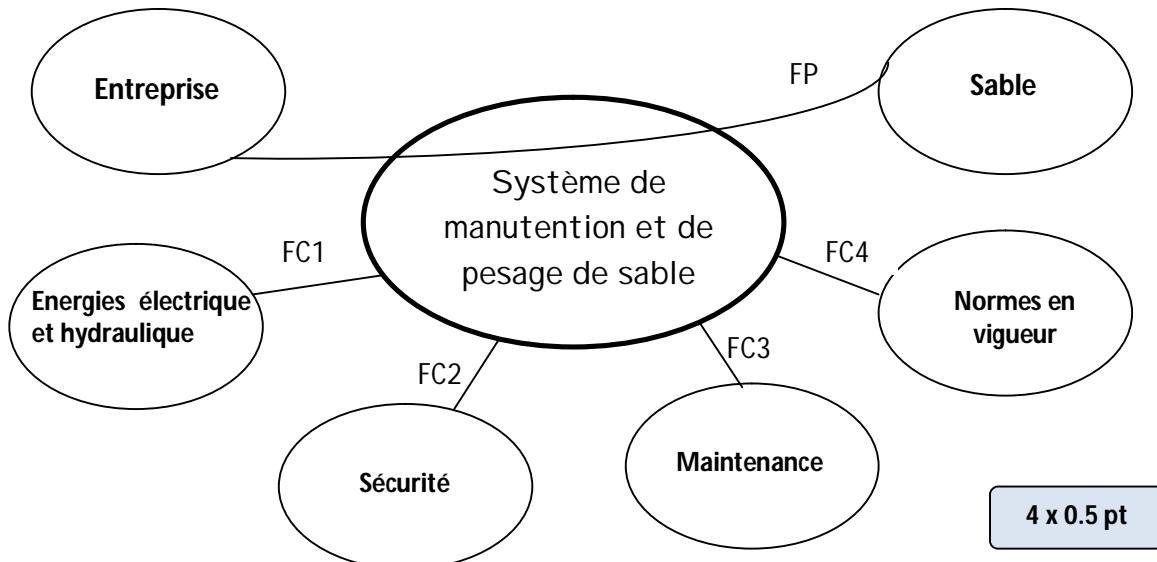 Entreprise
FP
Sable
Système de
manutention et de
pesage de sable
FC1
FC4
Energies électrique
et hydraulique
Normes en
vigueur
FC2
FC3
Sécurité
Maintenance
4 x 0.5 pt